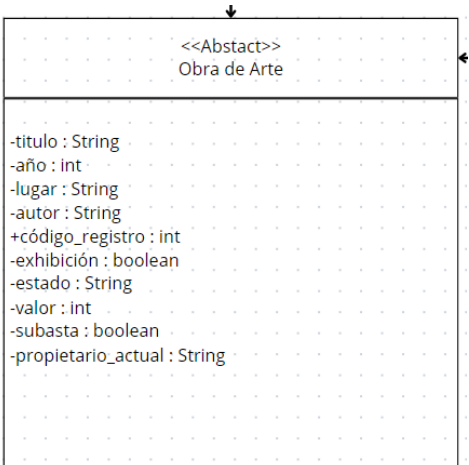 <<Abstact>>
Obra de Arte
-titulo : String
-año : int
-lugar : String
-autor : String
+código_registro : int
-exhibición : boolean
-estado : String
-valor : int
-subasta : boolean
-propietario_actual : String